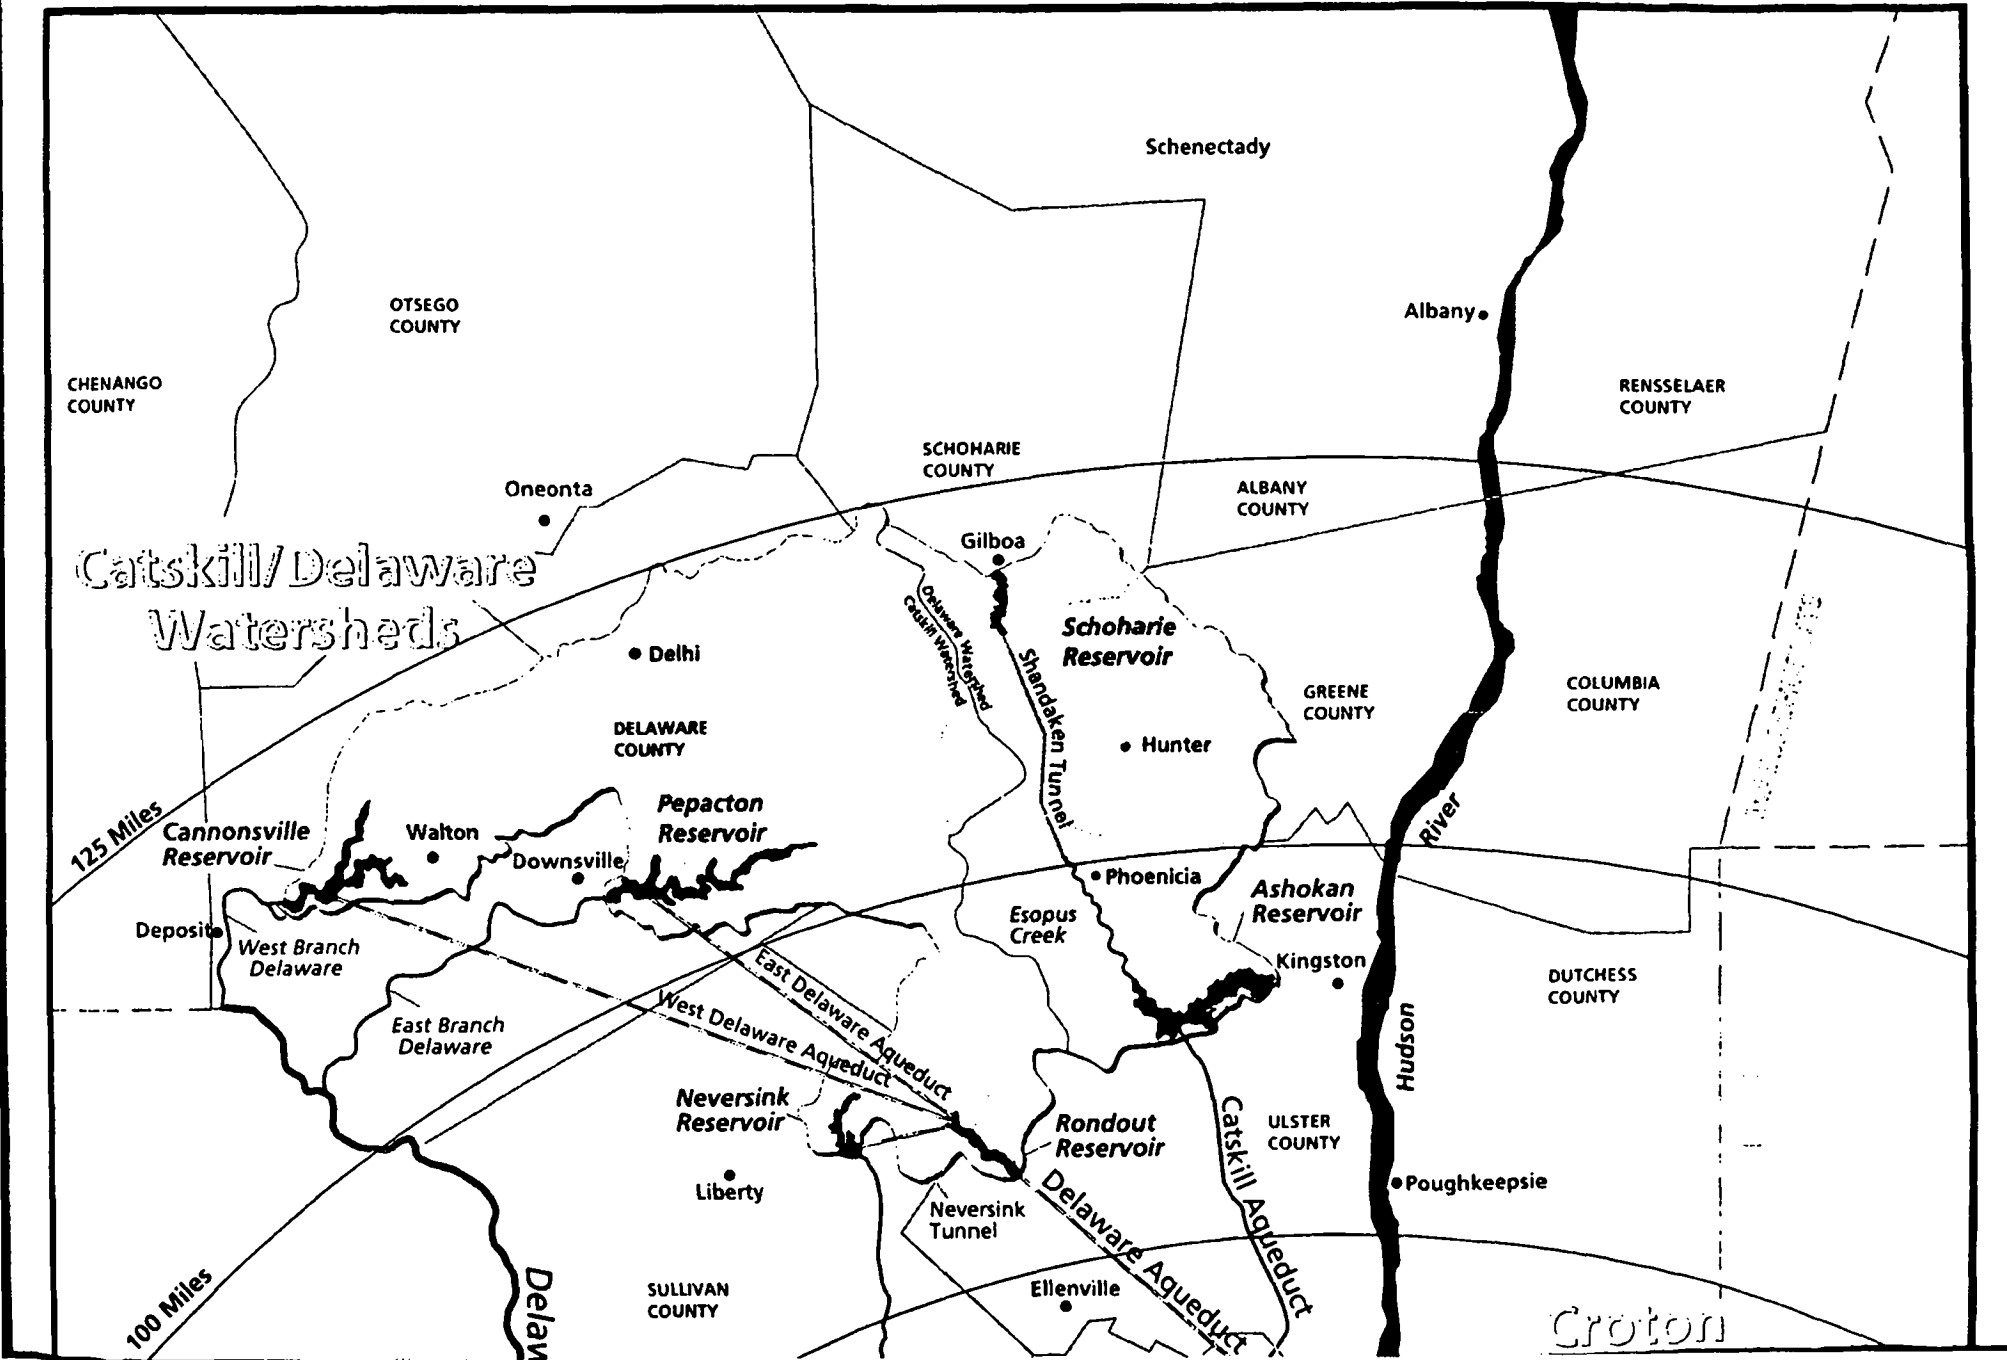 Schenectady
OTSEGO
COUNTY
Albany
CHENANGO
COUNTY
RENSSELAER
COUNTY
SCHOHARIE
COUNTY
Oneonta
ALBANY
COUNTY
Gilboa
Catskill/Delaware
Watersheds
Delaware Watershed
Catskill Watershed
Schoharie
Reservoir
Delhi
Shandaken Tunnel
GREENE
COUNTY
COLUMBIA
COUNTY
DELAWARE
COUNTY
Hunter
125 Miles
Cannonsville
Reservoir
Walton
Pepacton
Reservoir
River
Downsville
Phoenicia
Ashokan
Reservoir
Esopus
Creek
Deposit
West Branch
Delaware
Kingston
East Delaware Aqueduct
DUTCHESS
COUNTY
West Delaware Aqueduct
East Branch
Delaware
Hudson
Neversink
Reservoir
Rondout
Reservoir
Catskill Aqueduct
ULSTER
COUNTY
Liberty
Delaware Aqueduct
Poughkeepsie
Neversink
Tunnel
100 Miles
Delaw
SULLIVAN
COUNTY
Ellenville
Croton